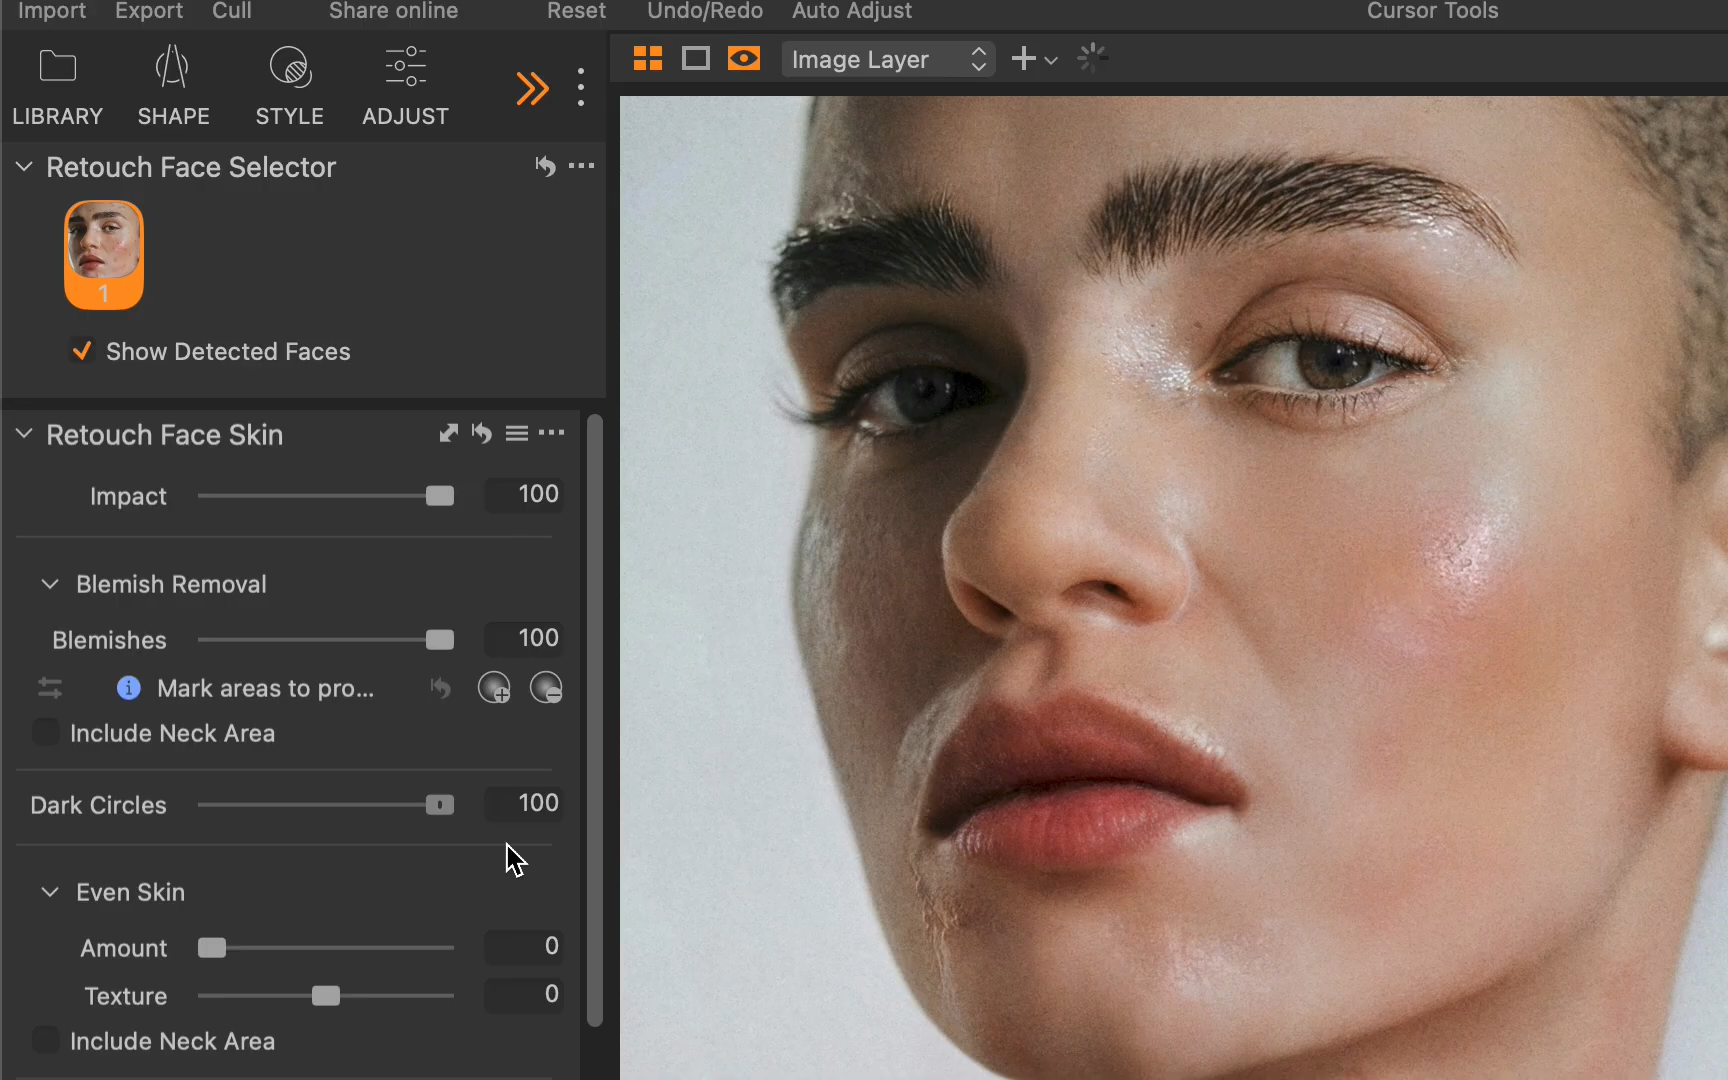 Import Export Cull Share online Reset Undo/Redo Auto Adjust Cursor Tools
LIBRARY SHAPE STYLE ADJUST
Image Layer
Retouch Face Selector
1
Show Detected Faces
Retouch Face Skin
Impact 100
Blemish Removal
Blemishes 100
Mark areas to pro...
Include Neck Area
Dark Circles 100
Even Skin
Amount 0
Texture 0
Include Neck Area